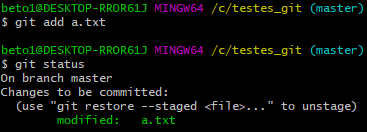 beto1@DESKTOP-RROR61J MINGW64 /c/testes_git (master)
$ git add a.txt
beto1@DESKTOP-RROR61J MINGW64 /c/testes_git (master)
$ git status
On branch master
Changes to be committed:
  (use "git restore --staged <file>..." to unstage)
        modified:   a.txt